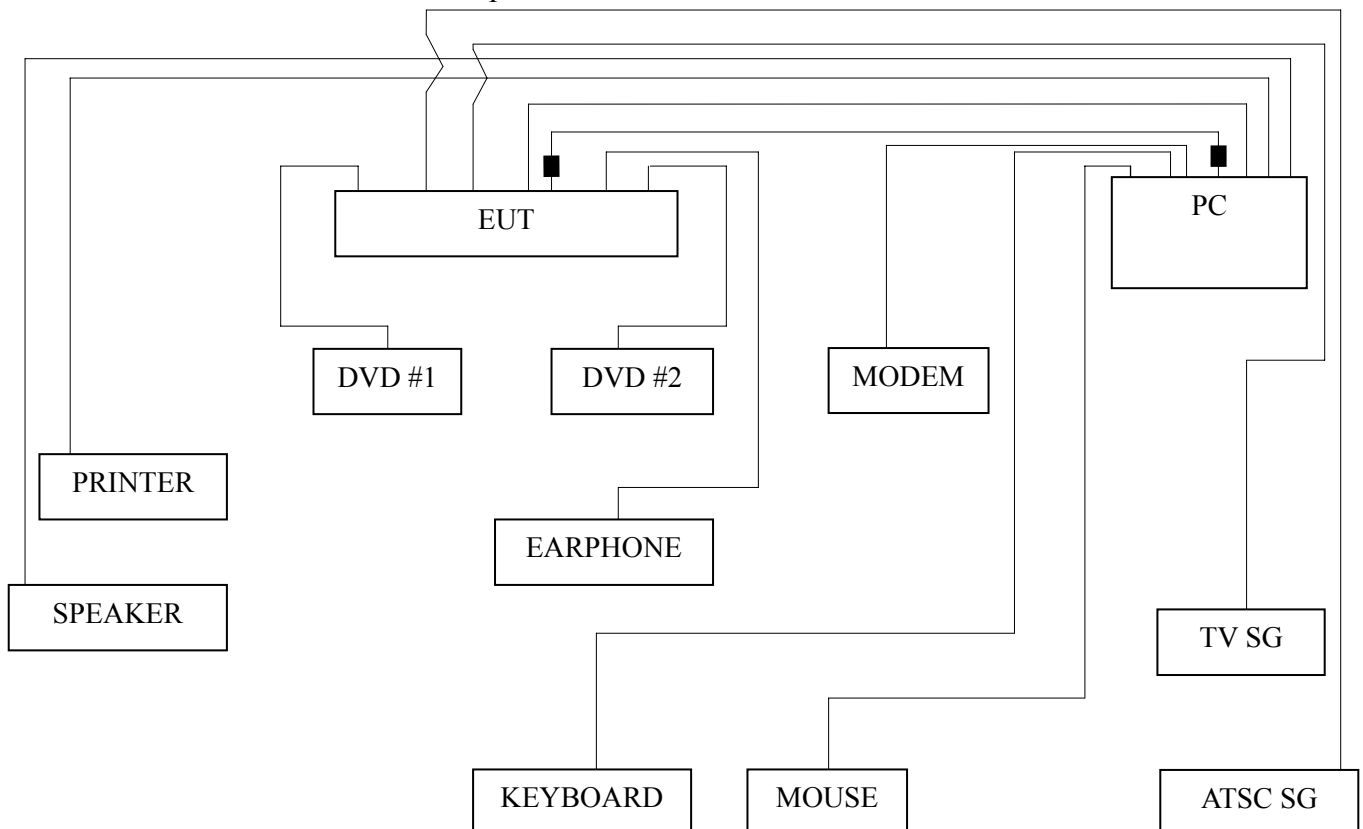 EUT
PC
DVD #1
DVD #2
MODEM
PRINTER
EARPHONE
SPEAKER
TV SG
KEYBOARD
MOUSE
ATSC SG